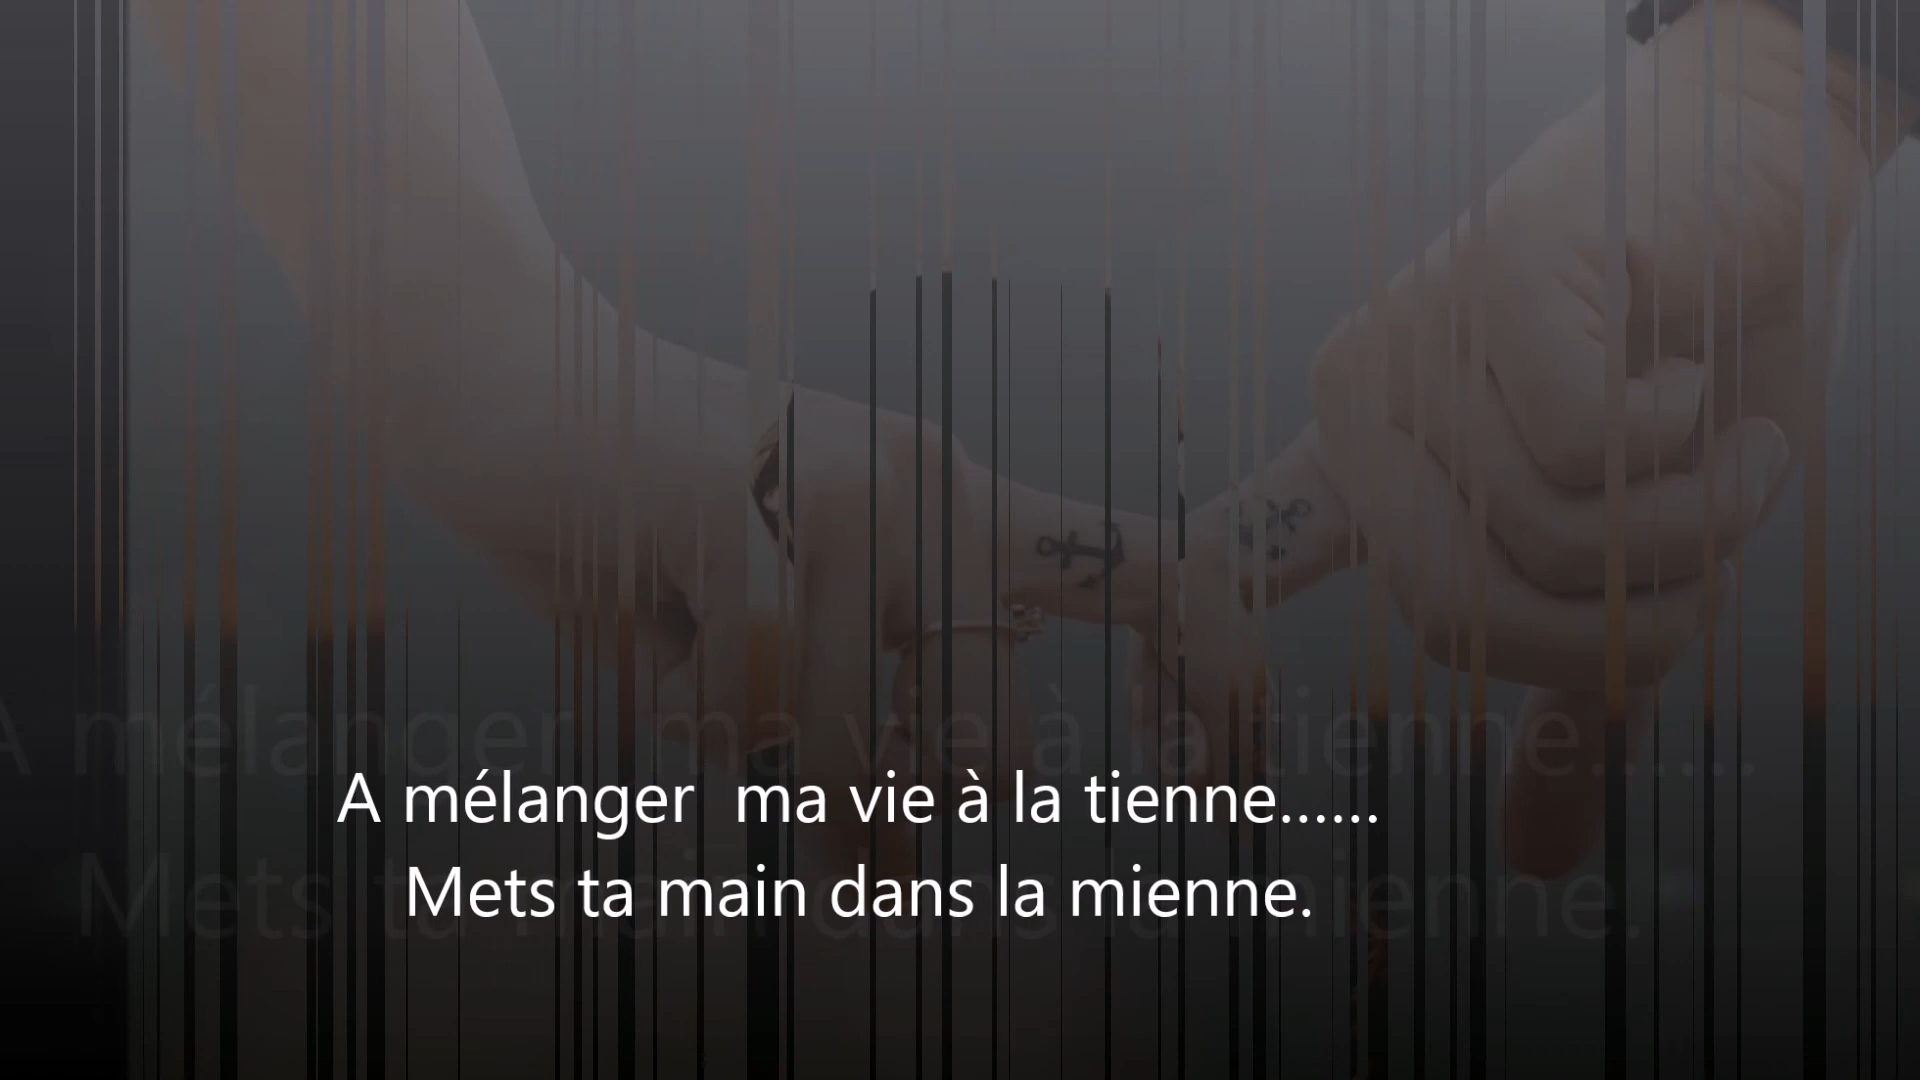 A mélanger  ma vie à la tienne......
Mets ta main dans la mienne.